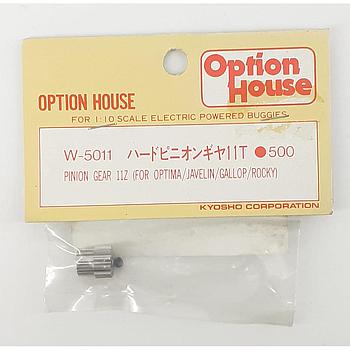 Option
House
OPTION HOUSE
FOR 1:10 SCALE ELECTRIC POWERED BUGGIES
W-5011 ハードピニオンギヤ11T ●500
PINION GEAR 11Z (FOR OPTIMA/JAVELIN/GALLOP/ROCKY)
KYOSHO CORPORATION